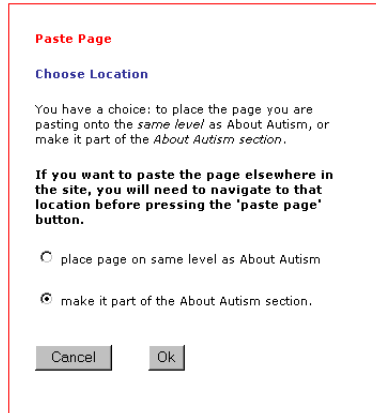 Paste Page
Choose Location
You have a choice: to place the page you are
pasting onto the same level as About Autism, or
make it part of the About Autism section.
If you want to paste the page elsewhere in
the site, you will need to navigate to that
location before pressing the 'paste page'
button.
place page on same level as About Autism
make it part of the About Autism section.
Cancel Ok